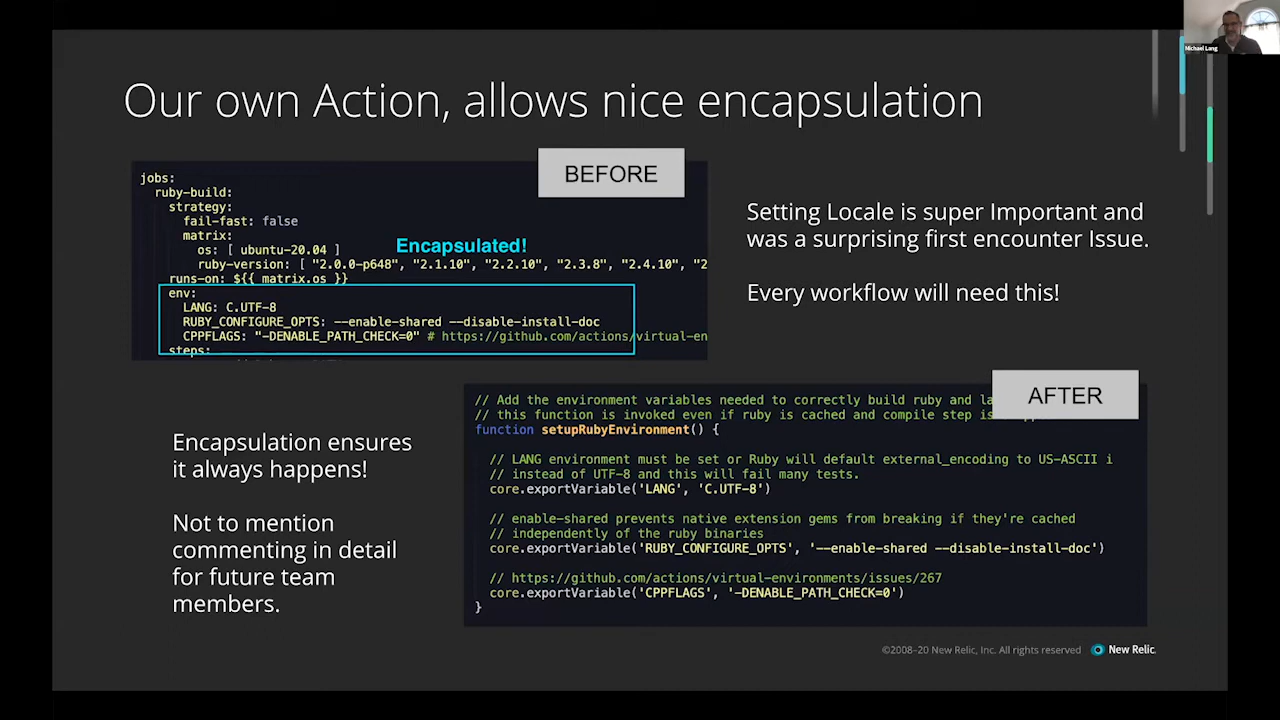 Michael Lang
Our own Action, allows nice encapsulation
BEFORE
jobs:
ruby-build:
strategy:
fail-fast: false
matrix:
os: [ ubuntu-20.04 ]
Encapsulated!
ruby-version: [ "2.0.0-p648", "2.1.10", "2.2.10", "2.3.8", "2.4.10", "2
runs-on: ${{ matrix.os }}
env:
LANG: C.UTF-8
RUBY_CONFIGURE_OPTS: --enable-shared --disable-install-doc
CPPFLAGS: "-DENABLE_PATH_CHECK=0" # https://github.com/actions/virtual-en
steps:
Setting Locale is super Important and
was a surprising first encounter Issue.
Every workflow will need this!
Encapsulation ensures
it always happens!
Not to mention
commenting in detail
for future team
members.
AFTER
// Add the environment variables needed to correctly build ruby and la
// this function is invoked even if ruby is cached and compile step is
function setupRubyEnvironment() {
// LANG environment must be set or Ruby will default external_encoding to US-ASCII i
// instead of UTF-8 and this will fail many tests.
core.exportVariable('LANG', 'C.UTF-8')
// enable-shared prevents native extension gems from breaking if they're cached
// independently of the ruby binaries
core.exportVariable('RUBY_CONFIGURE_OPTS', '--enable-shared --disable-install-doc')
// https://github.com/actions/virtual-environments/issues/267
core.exportVariable('CPPFLAGS', '-DENABLE_PATH_CHECK=0')
}
©2008–20 New Relic, Inc. All rights reserved
New Relic.